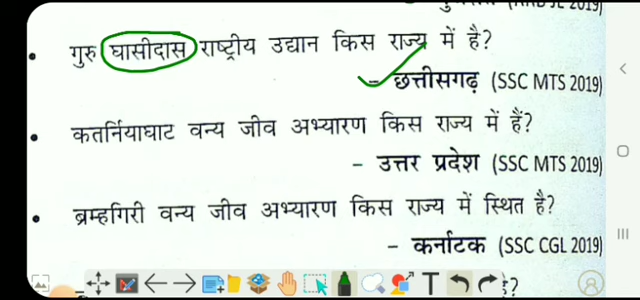 गुरु घासीदास राष्ट्रीय उद्यान किस राज्य में है?
- छत्तीसगढ़ (SSC MTS 2019)
कतर्नियाघाट वन्य जीव अभ्यारण किस राज्य में हैं?
- उत्तर प्रदेश (SSC MTS 2019)
ब्रम्हगिरी वन्य जीव अभ्यारण किस राज्य में स्थित है?
- कर्नाटक (SSC CGL 2019)